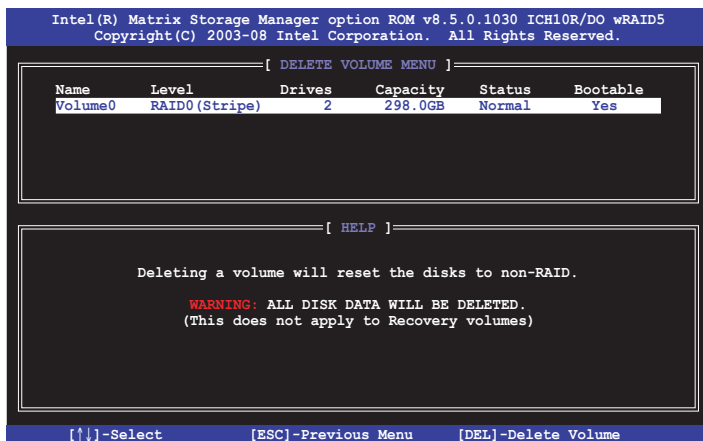 Intel(R) Matrix Storage Manager option ROM v8.5.0.1030 ICH10R/DO wRAID5
Copyright(C) 2003-08 Intel Corporation. All Rights Reserved.
[ DELETE VOLUME MENU ]
Name Level Drives Capacity Status Bootable
Volume0 RAID0(Stripe) 2 298.0GB Normal Yes
[ HELP ]
Deleting a volume will reset the disks to non-RAID.
WARNING: ALL DISK DATA WILL BE DELETED.
(This does not apply to Recovery volumes)
[↑↓]-Select [ESC]-Previous Menu [DEL]-Delete Volume